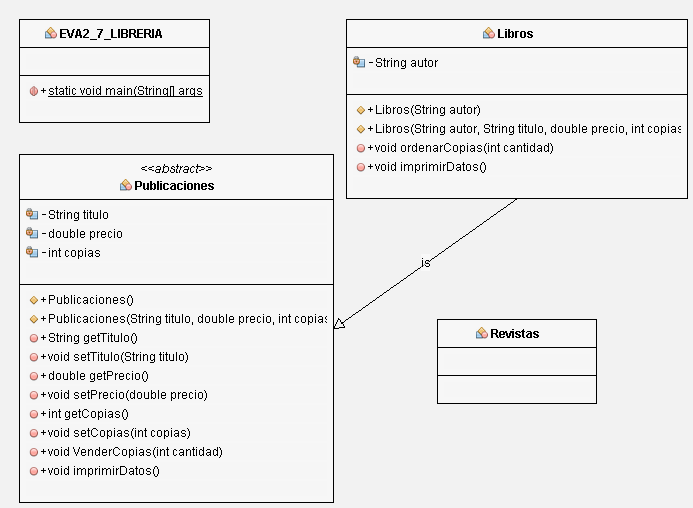 EVA2_7_LIBRERIA
+static void main(String[] args
Libros
-String autor
+Libros(String autor)
+Libros(String autor, String titulo, double precio, int copias
+void ordenarCopias(int cantidad)
+void imprimirDatos()
<<abstract>>
Publicaciones
-String titulo
-double precio
-int copias
+Publicaciones()
+Publicaciones(String titulo, double precio, int copias
+String getTitulo()
+void setTitulo(String titulo)
+double getPrecio()
+void setPrecio(double precio)
+int getCopias()
+void setCopias(int copias)
+void VenderCopias(int cantidad)
+void imprimirDatos()
is
Revistas